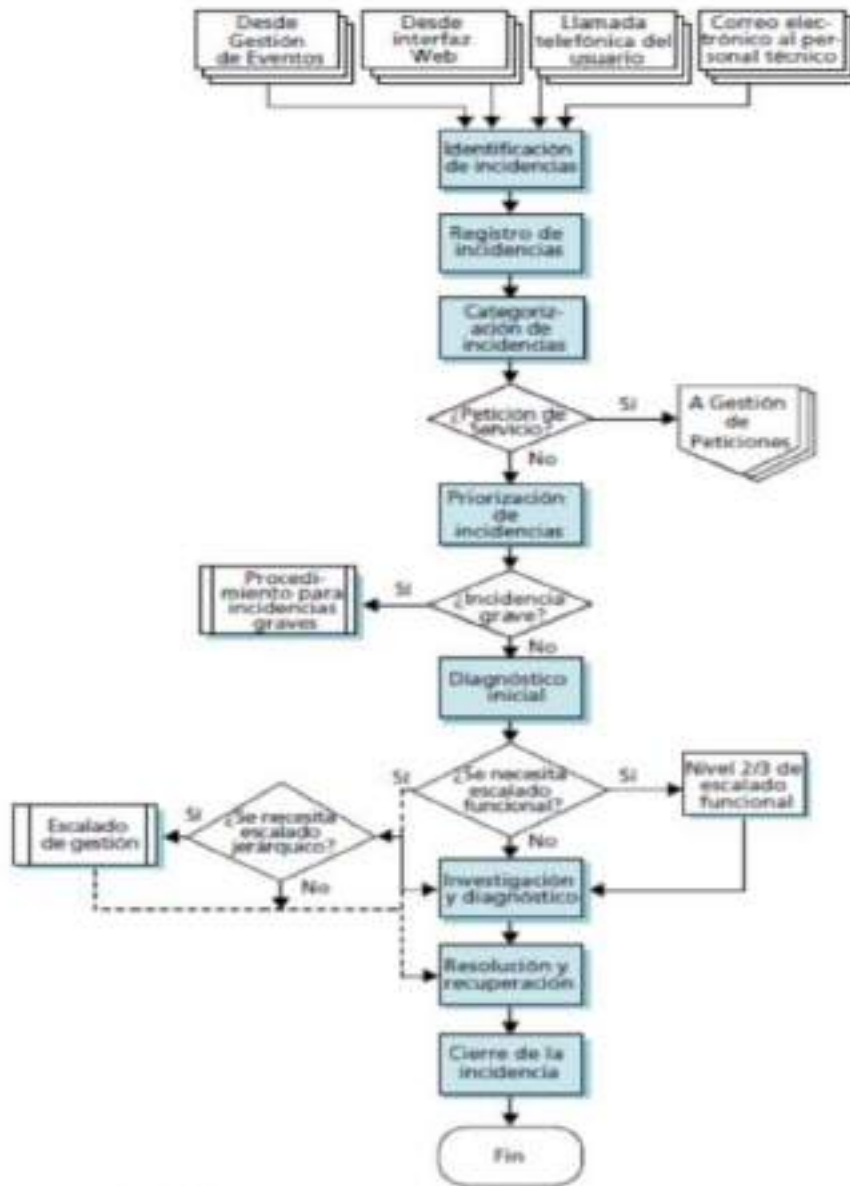 Desde
Gestión
de Eventos
Desde
interfaz
Web
Llamada
telefónica del
usuario
Correo elec-
trónico al per-
sonal técnico
Identificación
de incidencias
Registro de
incidencias
Categoriz-
ación de
incidencias
¿Petición de
Servicio?
Sí
A Gestión
de
Peticiones
No
Priorización
de
incidencias
Procedi-
miento para
incidencias
graves
Sí
¿Incidencia
grave?
No
Diagnóstico
inicial
Sí
¿Se necesita
escalado
funcional?
Sí
Nivel 2/3 de
escalado
funcional
Escalado
de gestión
Sí
¿Se necesita
escalado
jerárquico?
No
No
Investigación
y diagnóstico
Resolución y
recuperación
Cierre de la
incidencia
Fin